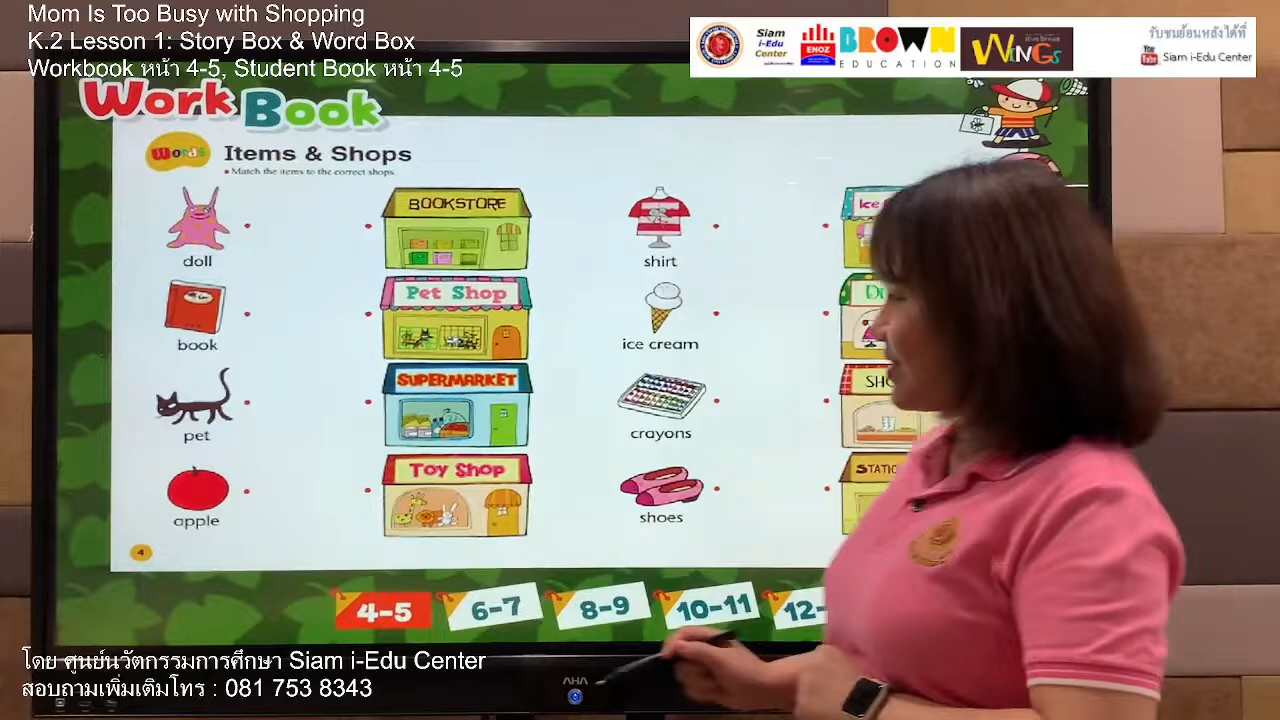 Mom Is Too Busy with Shopping
K.2 Lesson 1: Story Box & Word Box
Workbook หน้า 4-5, Student Book หน้า 4-5
Siam
i-Edu
Center
ENOZ
BROWN
EDUCATION
WiNGs
รับชมย้อนหลังได้ที่
You Tube Siam i-Edu Center
Work Book
Words Items & Shops
• Match the items to the correct shops.
doll
BOOKSTORE
shirt
Ice
book
Pet Shop
ice cream
pet
SUPERMARKET
crayons
apple
Toy Shop
shoes
4
4-5
6-7
8-9
10-11
12-
โดย ศูนย์นวัตกรรมการศึกษา Siam i-Edu Center
สอบถามเพิ่มเติมโทร : 081 753 8343
AHA